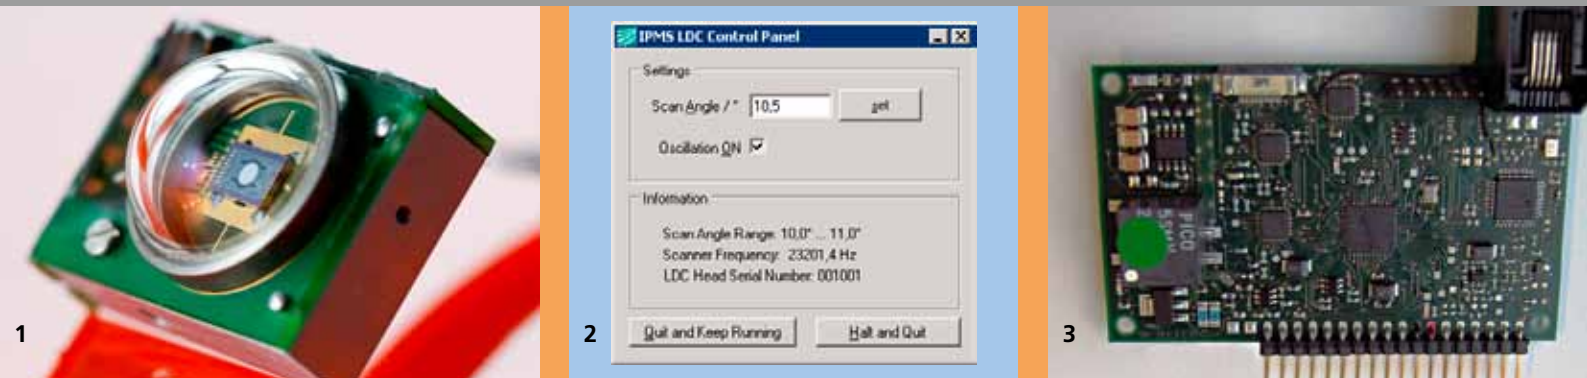 1
2
IPMS LDC Control Panel
Settings
Scan Angle / °
10,5
set
Oscillation ON
Information
Scan Angle Range: 10,0° ... 11,0°
Scanner Frequency: 23201,4 Hz
LDC Head Serial Number: 001001
Quit and Keep Running
Halt and Quit
3
PICO